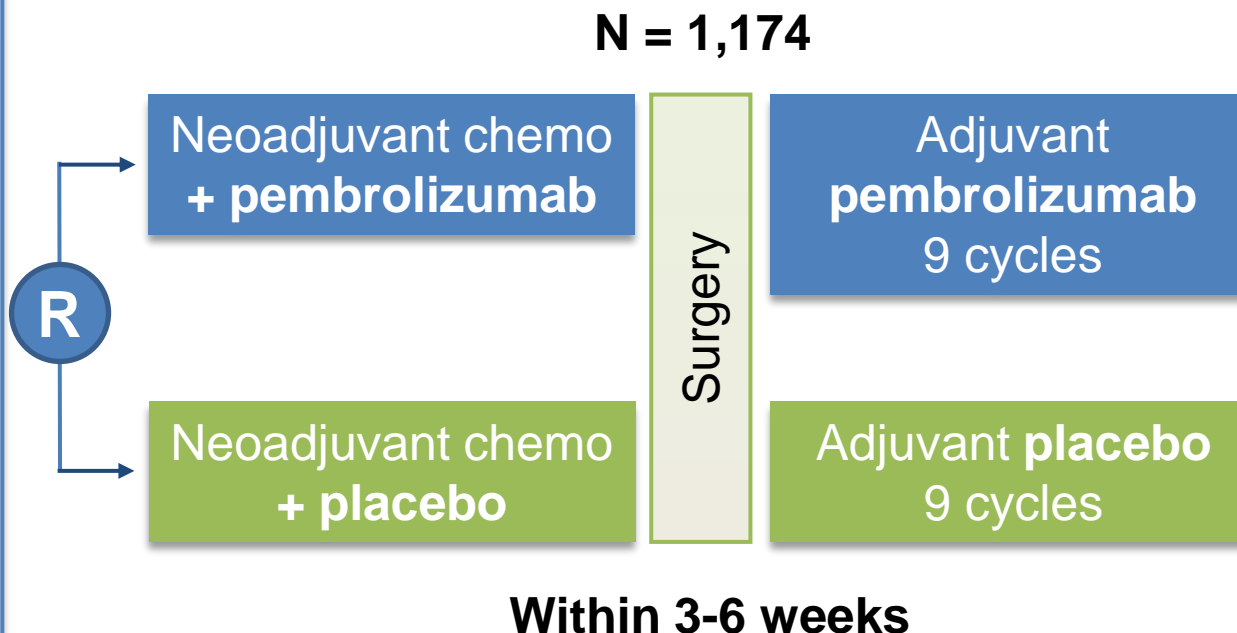 N = 1,174
Neoadjuvant chemo
+ pembrolizumab
Adjuvant
pembrolizumab
9 cycles
R
Surgery
Neoadjuvant chemo
+ placebo
Adjuvant placebo
9 cycles
Within 3-6 weeks